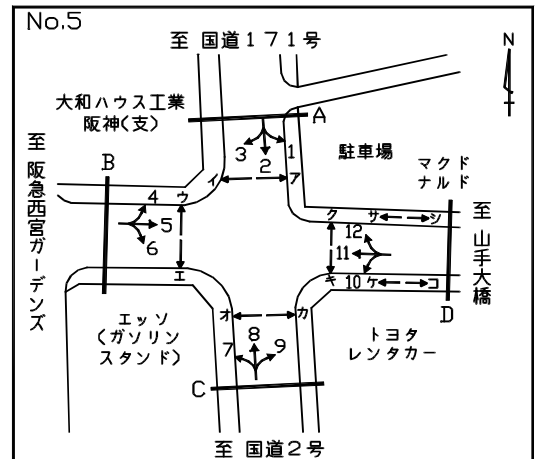 No.5
至 国道171号
N
大和ハウス工業
阪神(支)
A
駐車場
マクド
ナルド
至 阪急西宮ガーデンズ
至 山手大橋
B
3
2
1
イ
ア
4
ウ
5
6
エ
ク
サ
シ
12
11
10
キ
ケ
コ
D
エッソ
(ガソリン
スタンド)
オ
カ
7
8
9
トヨタ
レンタカー
C
至 国道2号